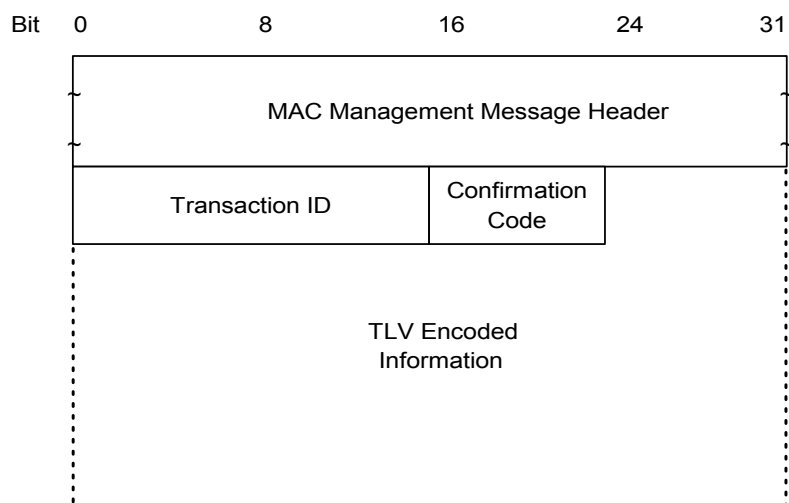 Bit 0 8 16 24 31
MAC Management Message Header
Transaction ID
Confirmation
Code
TLV Encoded
Information